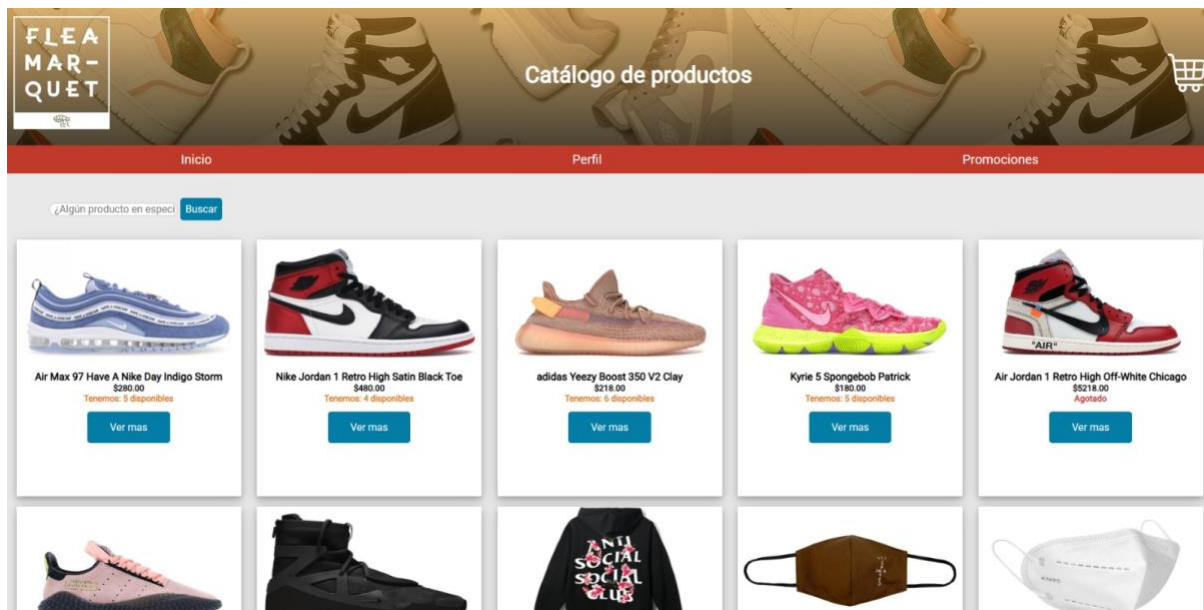 FLEA
MAR-
QUET
Catálogo de productos
Inicio
Perfil
Promociones
¿Algún producto en especi
Buscar
Air Max 97 Have A Nike Day Indigo Storm
$280.00
Tenemos: 5 disponibles
Ver mas
Nike Jordan 1 Retro High Satin Black Toe
$480.00
Tenemos: 4 disponibles
Ver mas
adidas Yeezy Boost 350 V2 Clay
$218.00
Tenemos: 6 disponibles
Ver mas
Kyrie 5 Spongebob Patrick
$180.00
Tenemos: 5 disponibles
Ver mas
"AIR"
Air Jordan 1 Retro High Off-White Chicago
$5218.00
Agotado
Ver mas
ANTI
SOCIAL
SOCIAL
CLUB